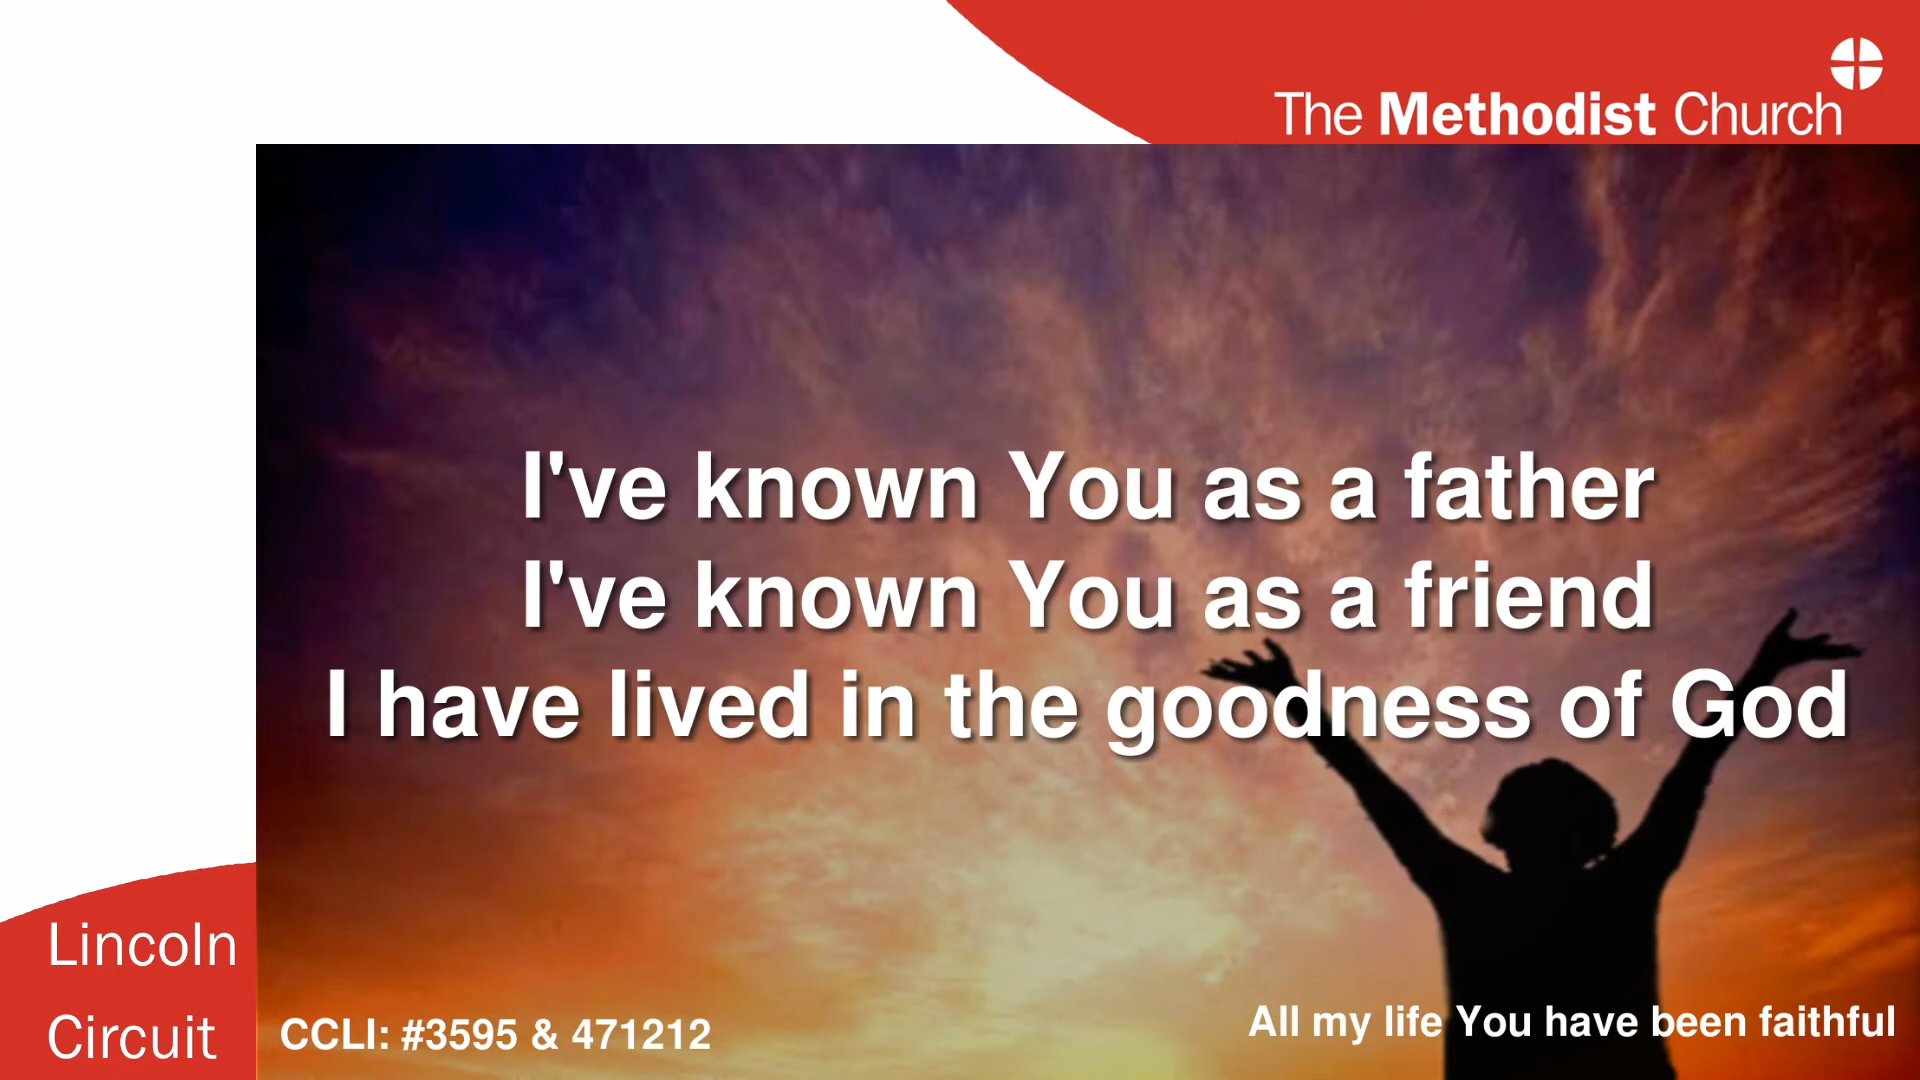 The Methodist Church
I've known You as a father
I've known You as a friend
I have lived in the goodness of God
Lincoln
Circuit
CCLI: #3595 & 471212
All my life You have been faithful